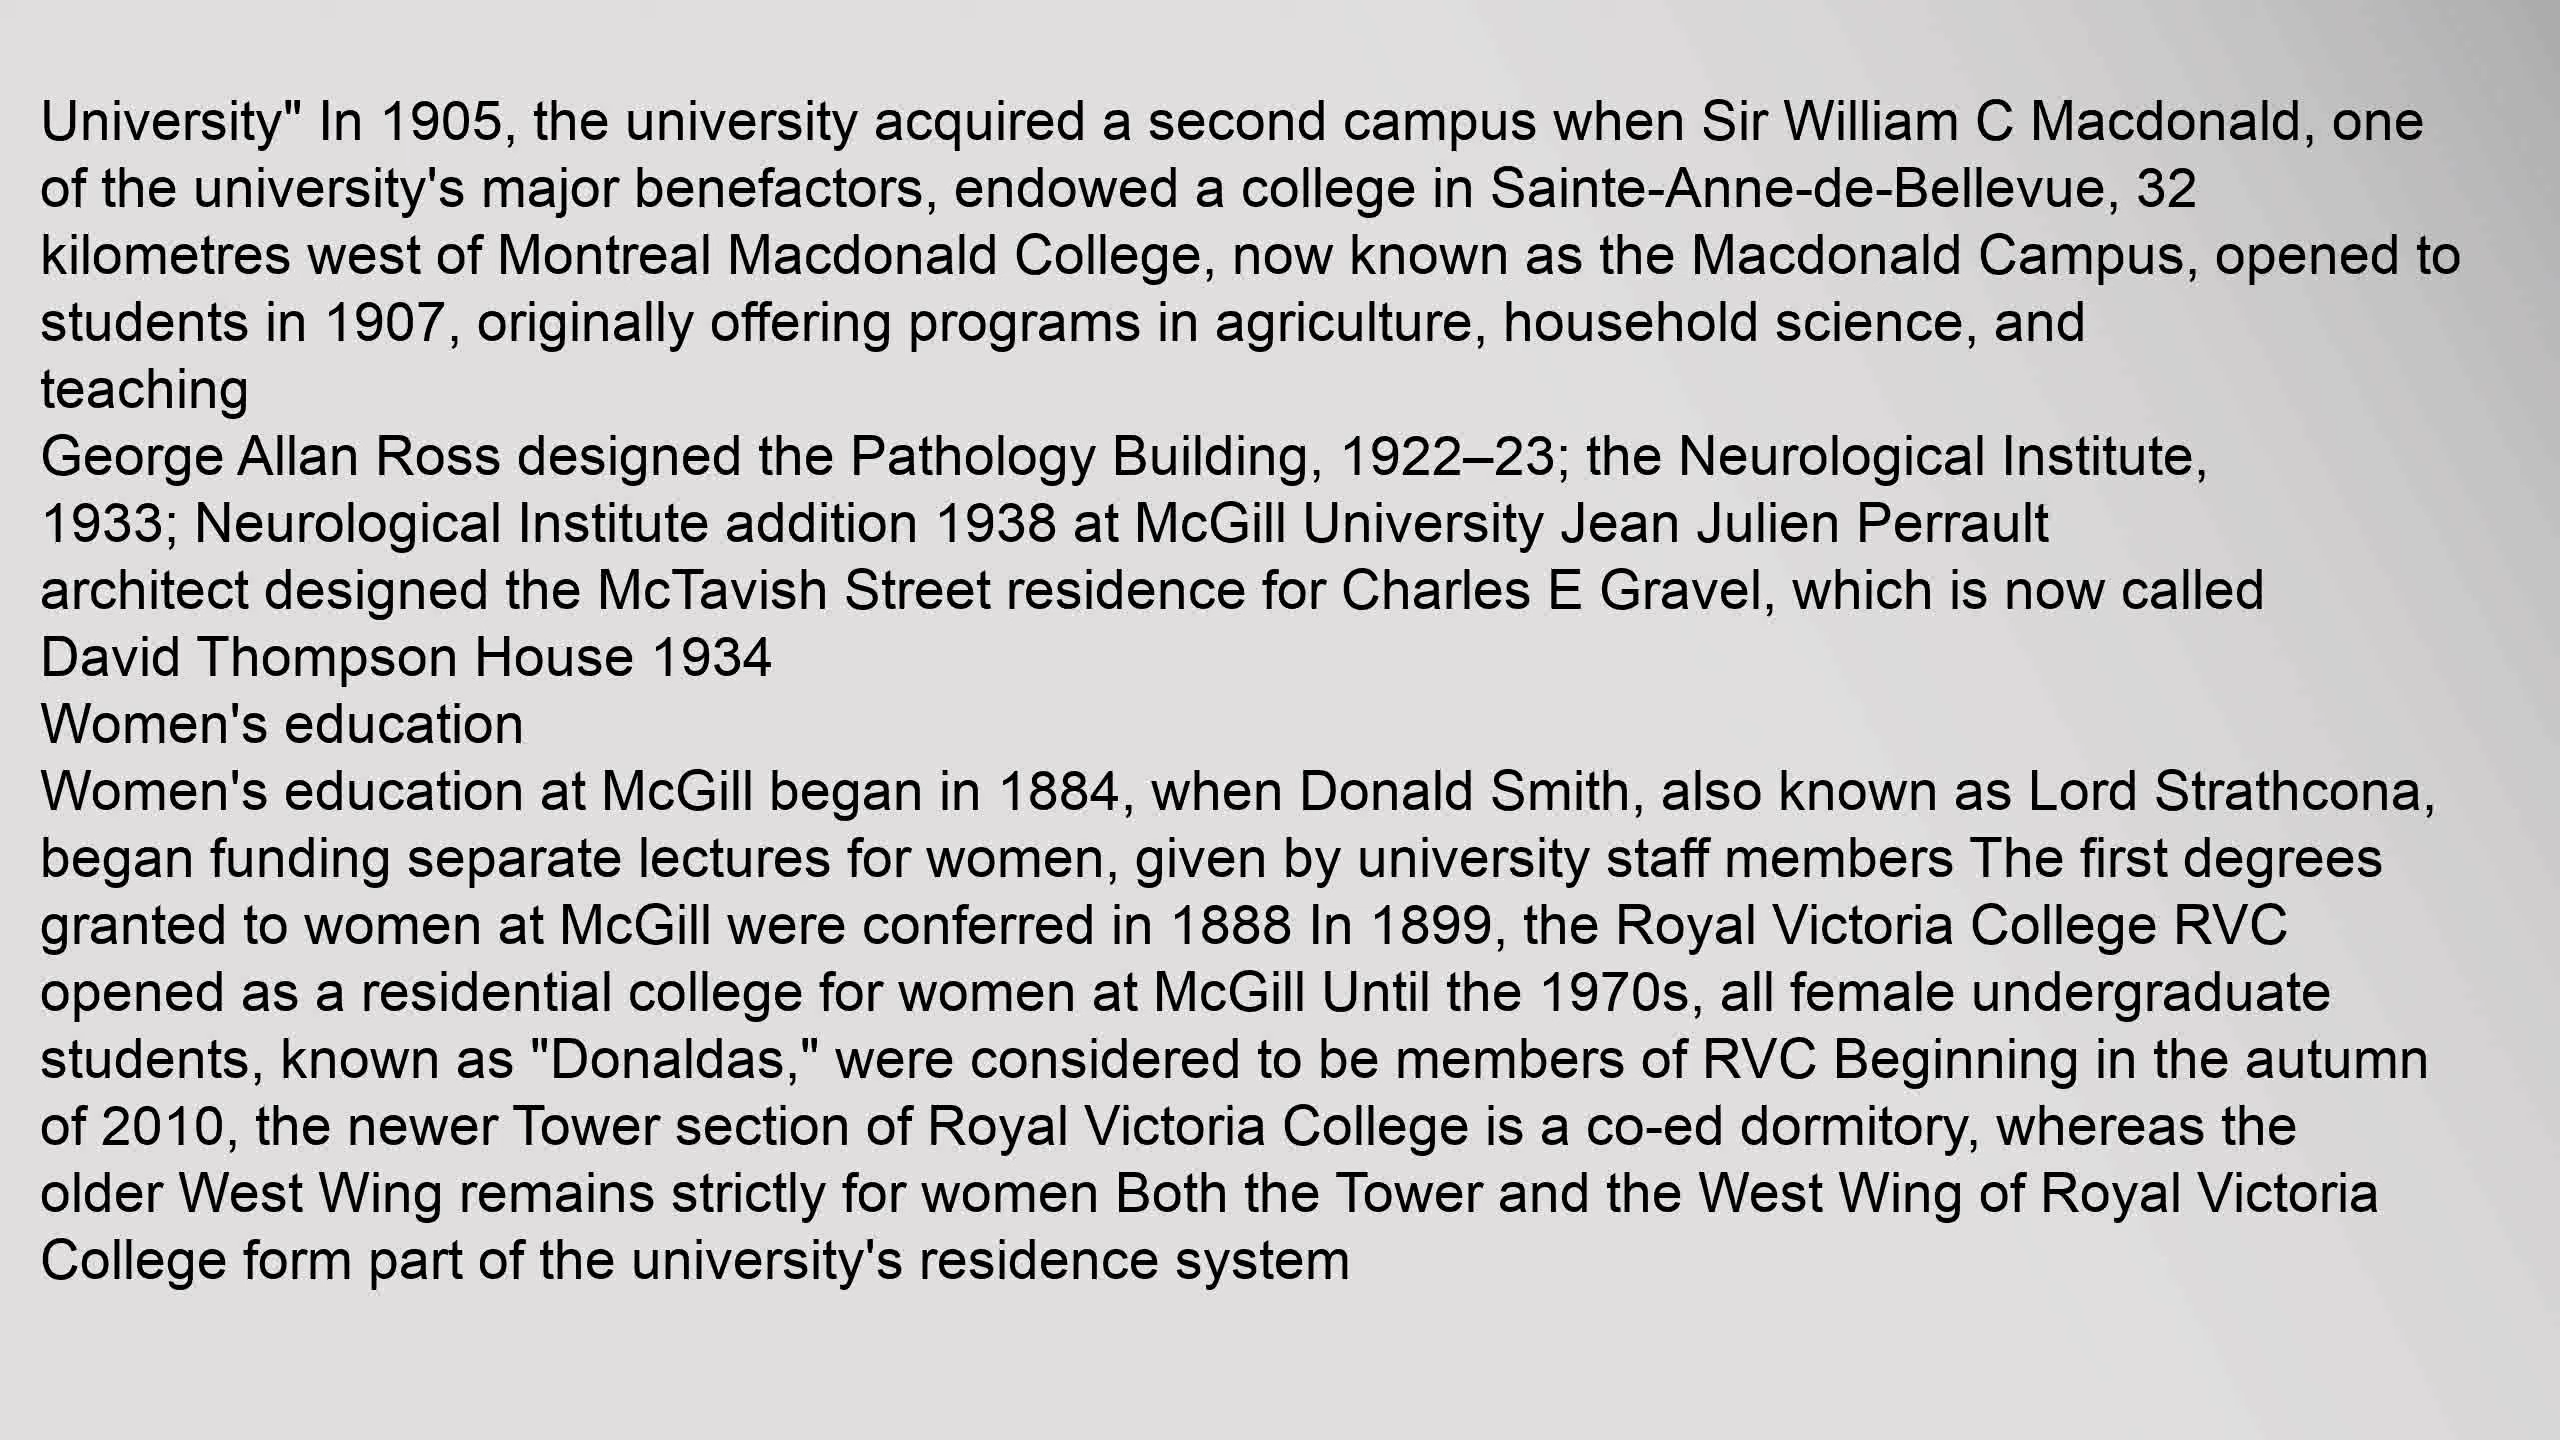 University" In 1905, the university acquired a second campus when Sir William C Macdonald, one
of the university's major benefactors, endowed a college in Sainte-Anne-de-Bellevue, 32
kilometres west of Montreal Macdonald College, now known as the Macdonald Campus, opened to
students in 1907, originally offering programs in agriculture, household science, and
teaching
George Allan Ross designed the Pathology Building, 1922–23; the Neurological Institute,
1933; Neurological Institute addition 1938 at McGill University Jean Julien Perrault
architect designed the McTavish Street residence for Charles E Gravel, which is now called
David Thompson House 1934
Women's education
Women's education at McGill began in 1884, when Donald Smith, also known as Lord Strathcona,
began funding separate lectures for women, given by university staff members The first degrees
granted to women at McGill were conferred in 1888 In 1899, the Royal Victoria College RVC
opened as a residential college for women at McGill Until the 1970s, all female undergraduate
students, known as "Donaldas," were considered to be members of RVC Beginning in the autumn
of 2010, the newer Tower section of Royal Victoria College is a co-ed dormitory, whereas the
older West Wing remains strictly for women Both the Tower and the West Wing of Royal Victoria
College form part of the university's residence system